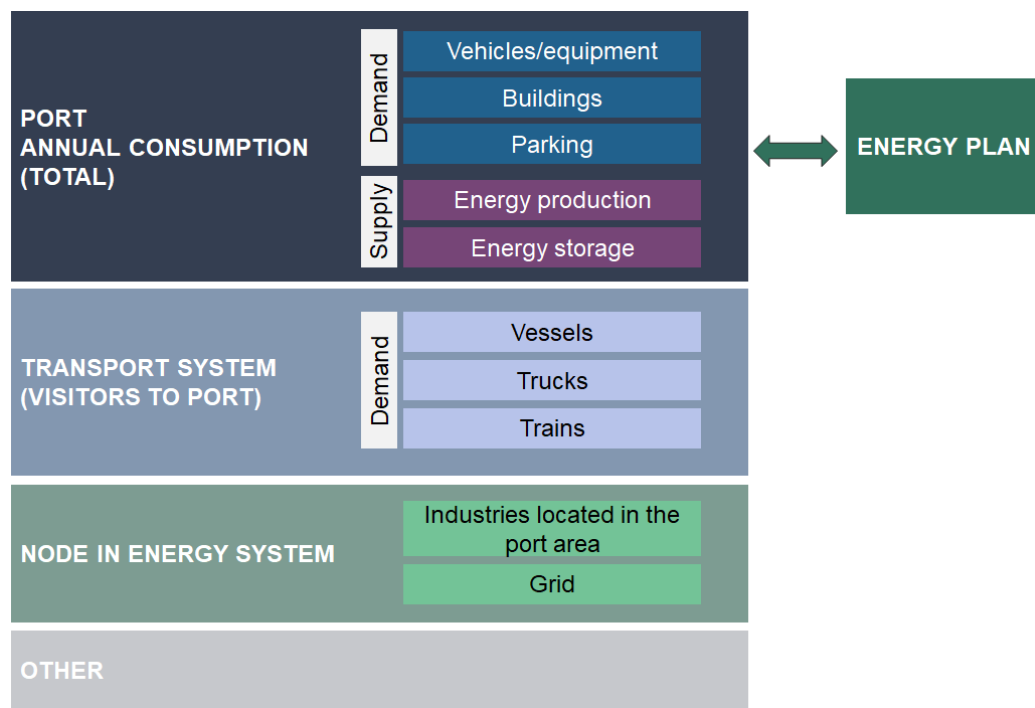 PORT
ANNUAL CONSUMPTION
(TOTAL)
Demand
Vehicles/equipment
Buildings
Parking
Supply
Energy production
Energy storage
ENERGY PLAN
TRANSPORT SYSTEM
(VISITORS TO PORT)
Demand
Vessels
Trucks
Trains
NODE IN ENERGY SYSTEM
Industries located in the
port area
Grid
OTHER